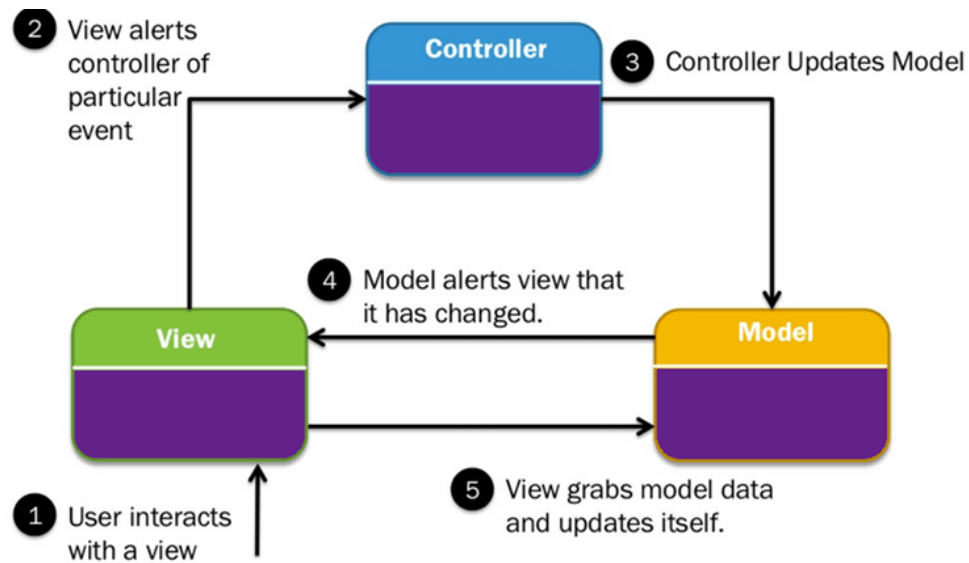 2 View alerts
controller of
particular
event
Controller
3 Controller Updates Model
4 Model alerts view that
it has changed.
View
Model
5 View grabs model data
and updates itself.
1 User interacts
with a view